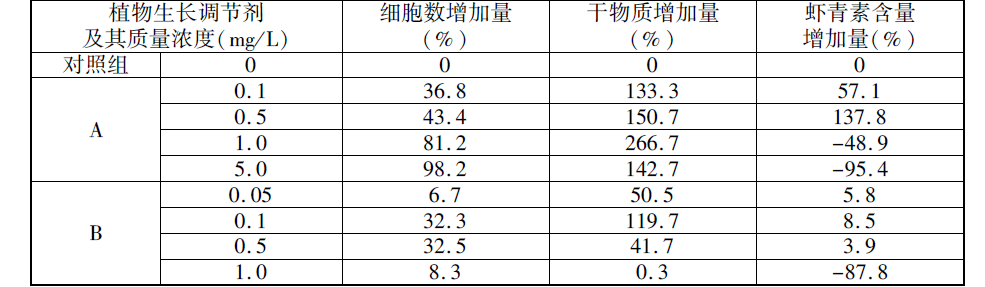 植物生长调节剂 细胞数增加量 干物质增加量 虾青素含量
及其质量浓度(mg/L) (%) (%) 增加量(%)
对照组 0 0 0 0
0.1 36.8 133.3 57.1
0.5 43.4 150.7 137.8
A
1.0 81.2 266.7 -48.9
5.0 98.2 142.7 -95.4
0.05 6.7 50.5 5.8
0.1 32.3 119.7 8.5
B
0.5 32.5 41.7 3.9
1.0 8.3 0.3 -87.8